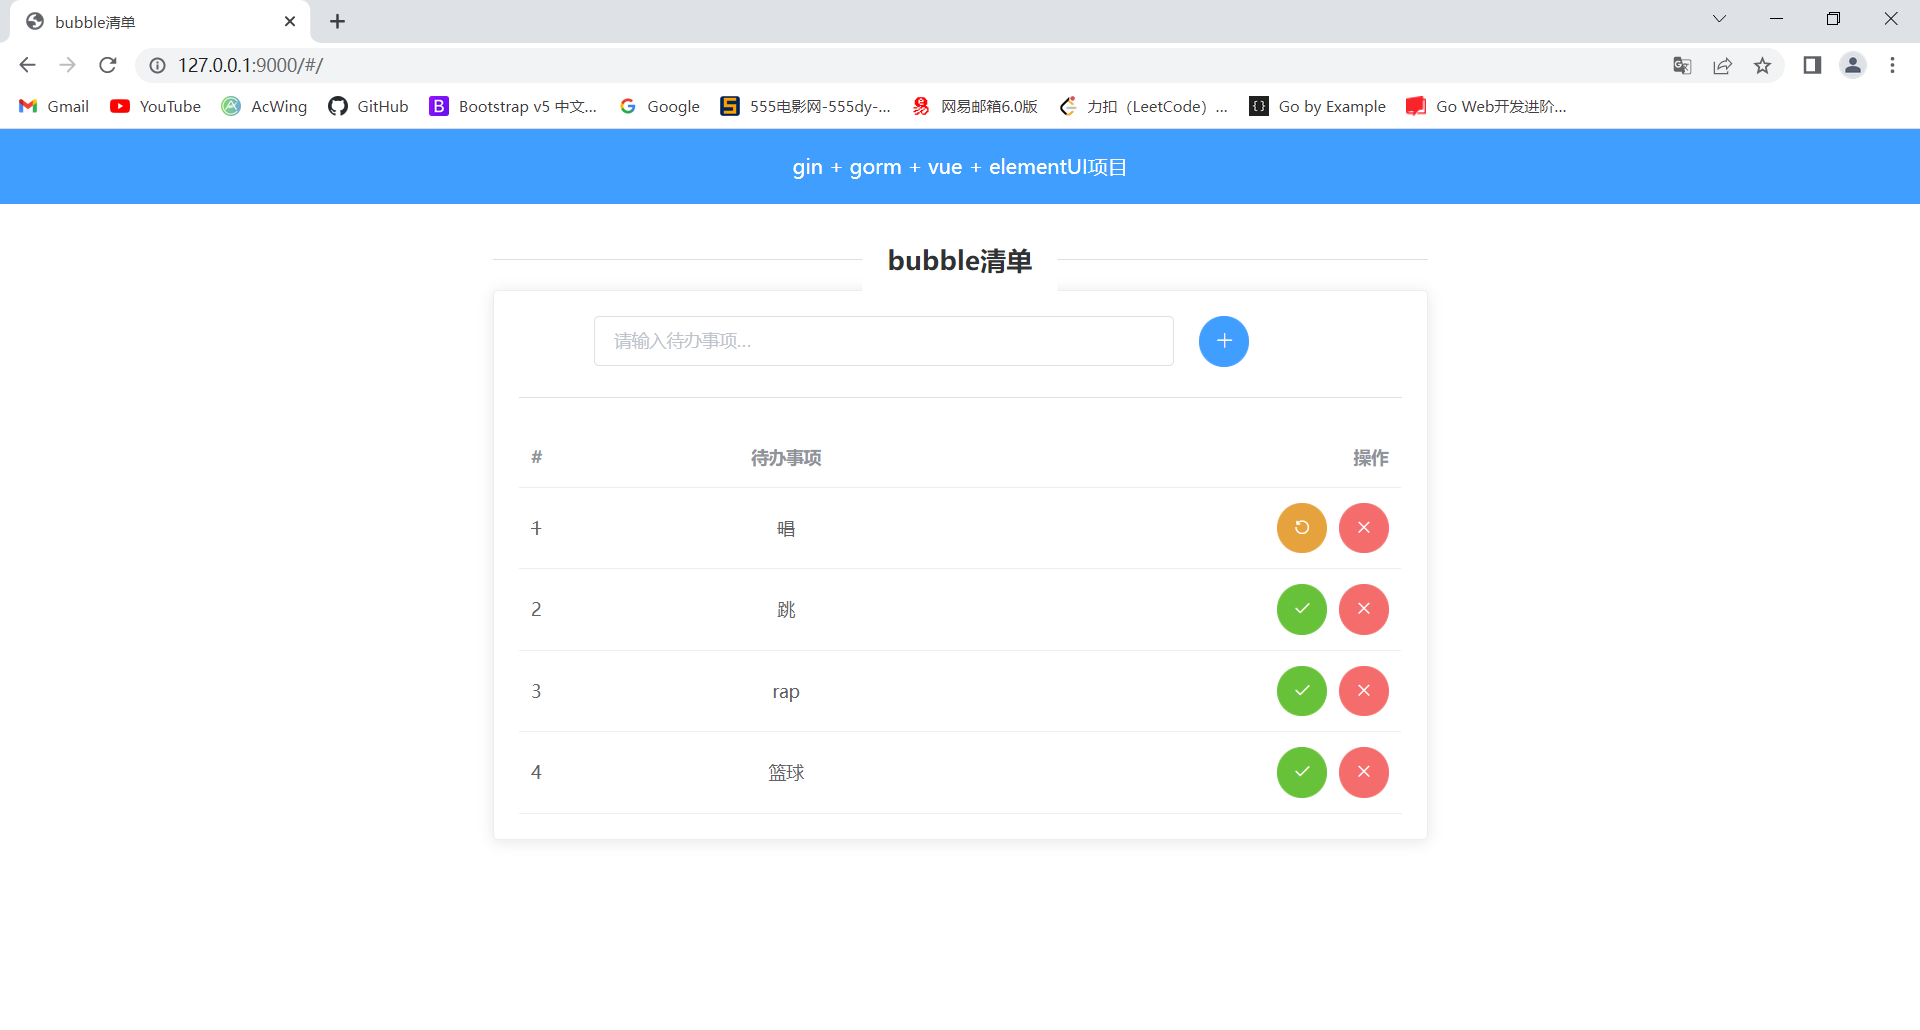 bubble清单
127.0.0.1:9000/#/
Gmail YouTube AcWing GitHub Bootstrap v5 中文... Google 555电影网-555dy-... 网易邮箱6.0版 力扣（LeetCode）... Go by Example Go Web开发进阶...
gin + gorm + vue + elementUI项目
bubble清单
请输入待办事项...
# 待办事项 操作
1 唱
2 跳
3 rap
4 篮球